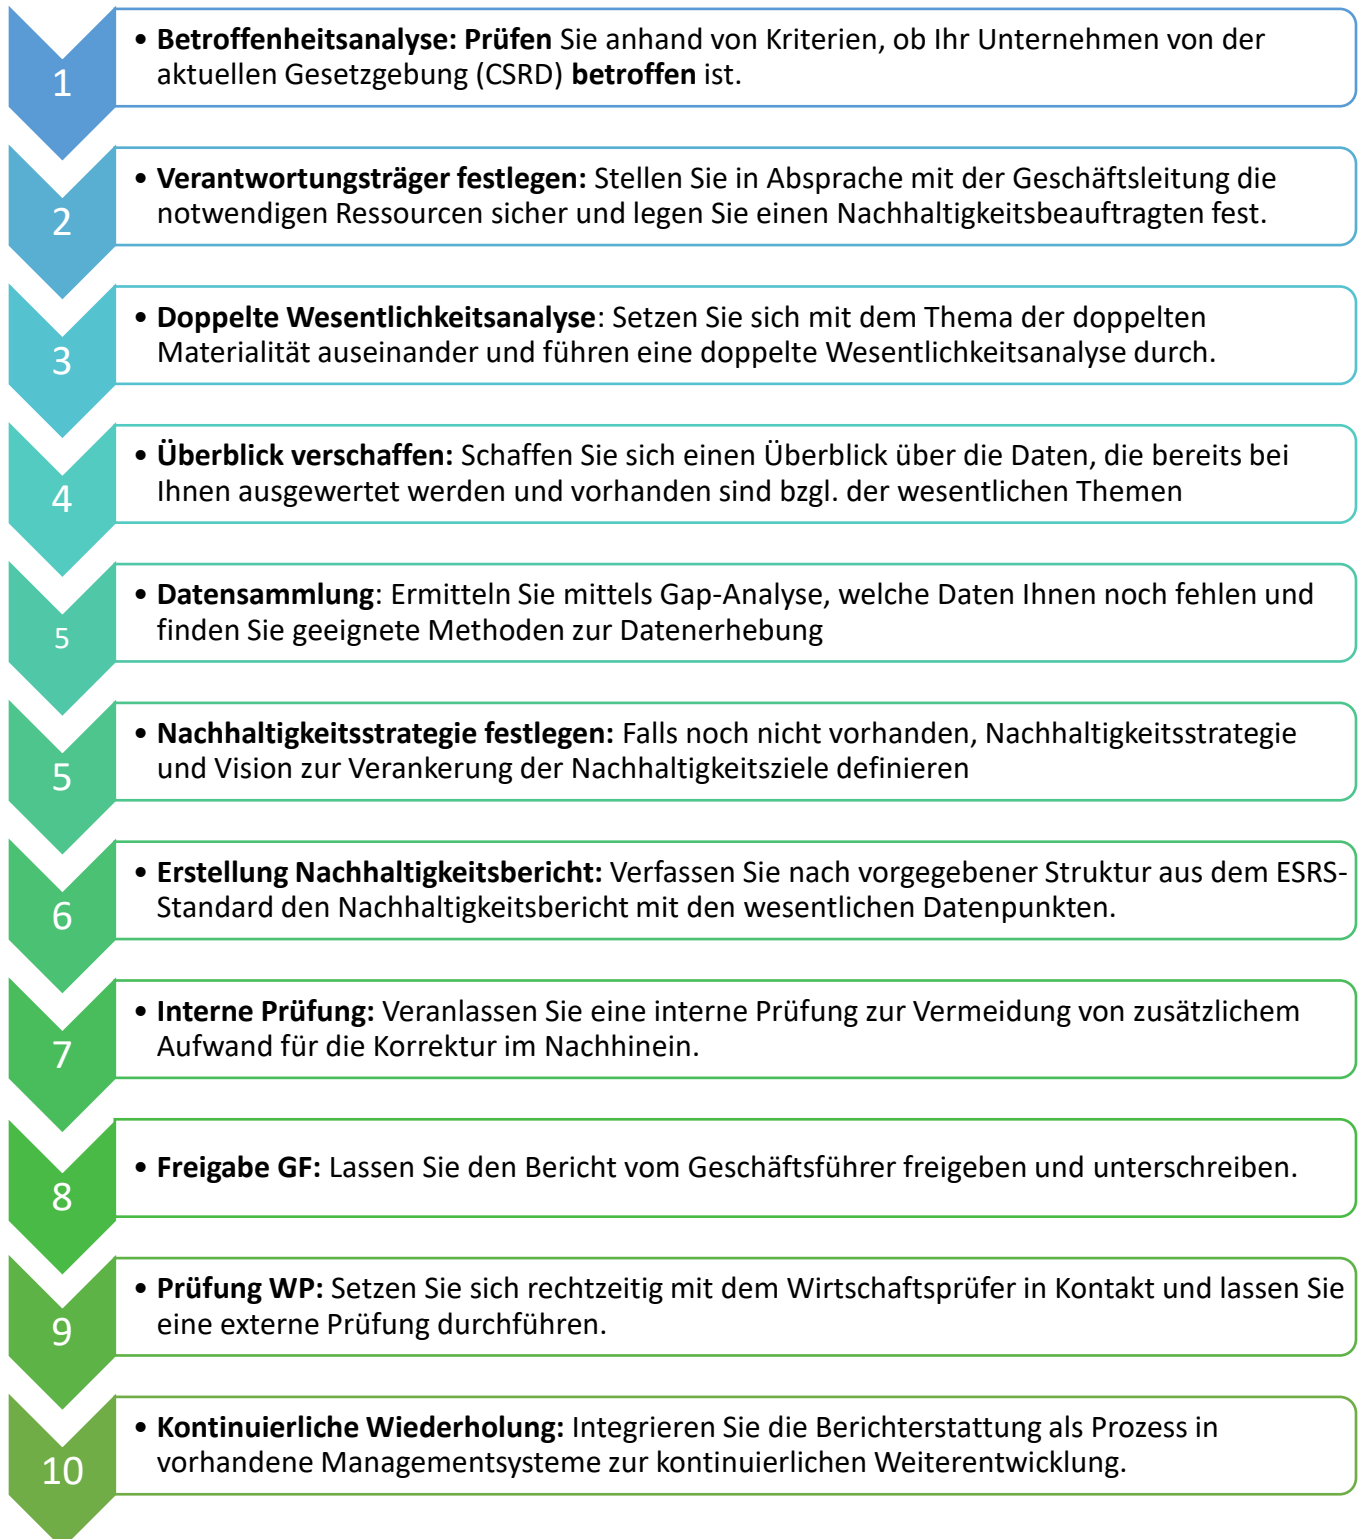 1
• Betroffenheitsanalyse: Prüfen Sie anhand von Kriterien, ob Ihr Unternehmen von der
aktuellen Gesetzgebung (CSRD) betroffen ist.
2
• Verantwortungsträger festlegen: Stellen Sie in Absprache mit der Geschäftsleitung die
notwendigen Ressourcen sicher und legen Sie einen Nachhaltigkeitsbeauftragten fest.
3
• Doppelte Wesentlichkeitsanalyse: Setzen Sie sich mit dem Thema der doppelten
Materialität auseinander und führen eine doppelte Wesentlichkeitsanalyse durch.
4
• Überblick verschaffen: Schaffen Sie sich einen Überblick über die Daten, die bereits bei
Ihnen ausgewertet werden und vorhanden sind bzgl. der wesentlichen Themen
5
• Datensammlung: Ermitteln Sie mittels Gap-Analyse, welche Daten Ihnen noch fehlen und
finden Sie geeignete Methoden zur Datenerhebung
5
• Nachhaltigkeitsstrategie festlegen: Falls noch nicht vorhanden, Nachhaltigkeitsstrategie
und Vision zur Verankerung der Nachhaltigkeitsziele definieren
6
• Erstellung Nachhaltigkeitsbericht: Verfassen Sie nach vorgegebener Struktur aus dem ESRS-
Standard den Nachhaltigkeitsbericht mit den wesentlichen Datenpunkten.
7
• Interne Prüfung: Veranlassen Sie eine interne Prüfung zur Vermeidung von zusätzlichem
Aufwand für die Korrektur im Nachhinein.
8
• Freigabe GF: Lassen Sie den Bericht vom Geschäftsführer freigeben und unterschreiben.
9
• Prüfung WP: Setzen Sie sich rechtzeitig mit dem Wirtschaftsprüfer in Kontakt und lassen Sie
eine externe Prüfung durchführen.
10
• Kontinuierliche Wiederholung: Integrieren Sie die Berichterstattung als Prozess in
vorhandene Managementsysteme zur kontinuierlichen Weiterentwicklung.